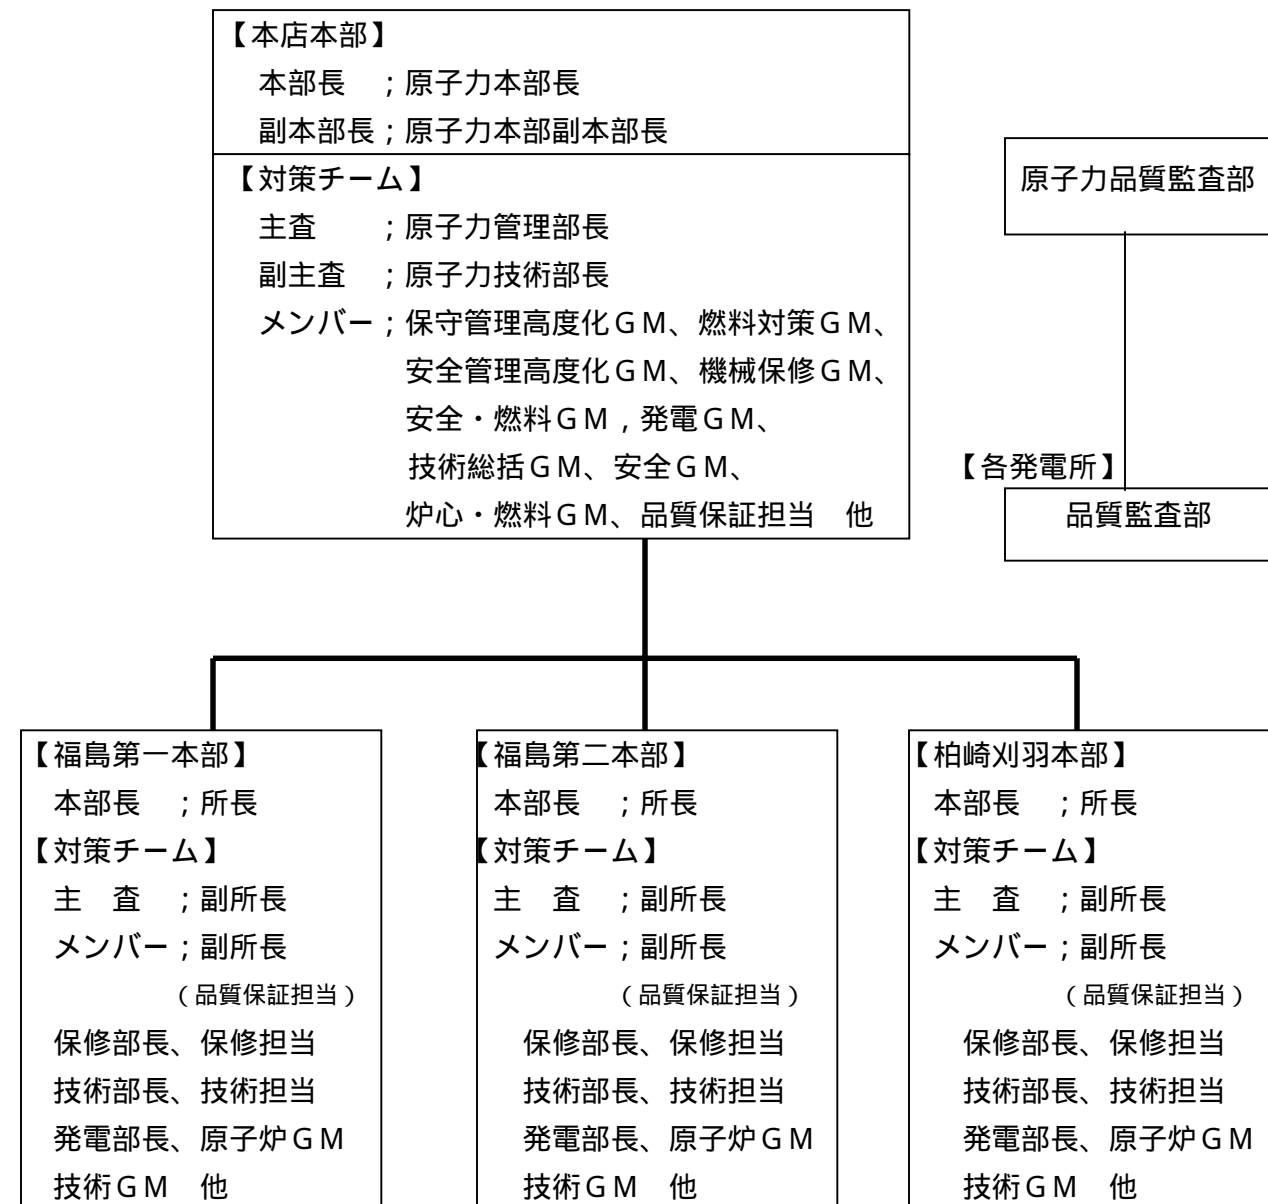 【本店本部】
本部長　；原子力本部長
副本部長；原子力本部副本部長
【対策チーム】
主査　　；原子力管理部長
副主査　；原子力技術部長
メンバー；保守管理高度化ＧＭ、燃料対策ＧＭ、
安全管理高度化ＧＭ、機械保修ＧＭ、
安全・燃料ＧＭ，発電ＧＭ、
技術総括ＧＭ、安全ＧＭ、
炉心・燃料ＧＭ、品質保証担当　他
原子力品質監査部
【各発電所】
品質監査部
【福島第一本部】
本部長　；所長
【対策チーム】
主　査　；副所長
メンバー；副所長
（品質保証担当）
保修部長、保修担当
技術部長、技術担当
発電部長、原子炉ＧＭ
技術ＧＭ　他
【福島第二本部】
本部長　；所長
【対策チーム】
主　査　；副所長
メンバー；副所長
（品質保証担当）
保修部長、保修担当
技術部長、技術担当
発電部長、原子炉ＧＭ
技術ＧＭ　他
【柏崎刈羽本部】
本部長　；所長
【対策チーム】
主　査　；副所長
メンバー；副所長
（品質保証担当）
保修部長、保修担当
技術部長、技術担当
発電部長、原子炉ＧＭ
技術ＧＭ　他